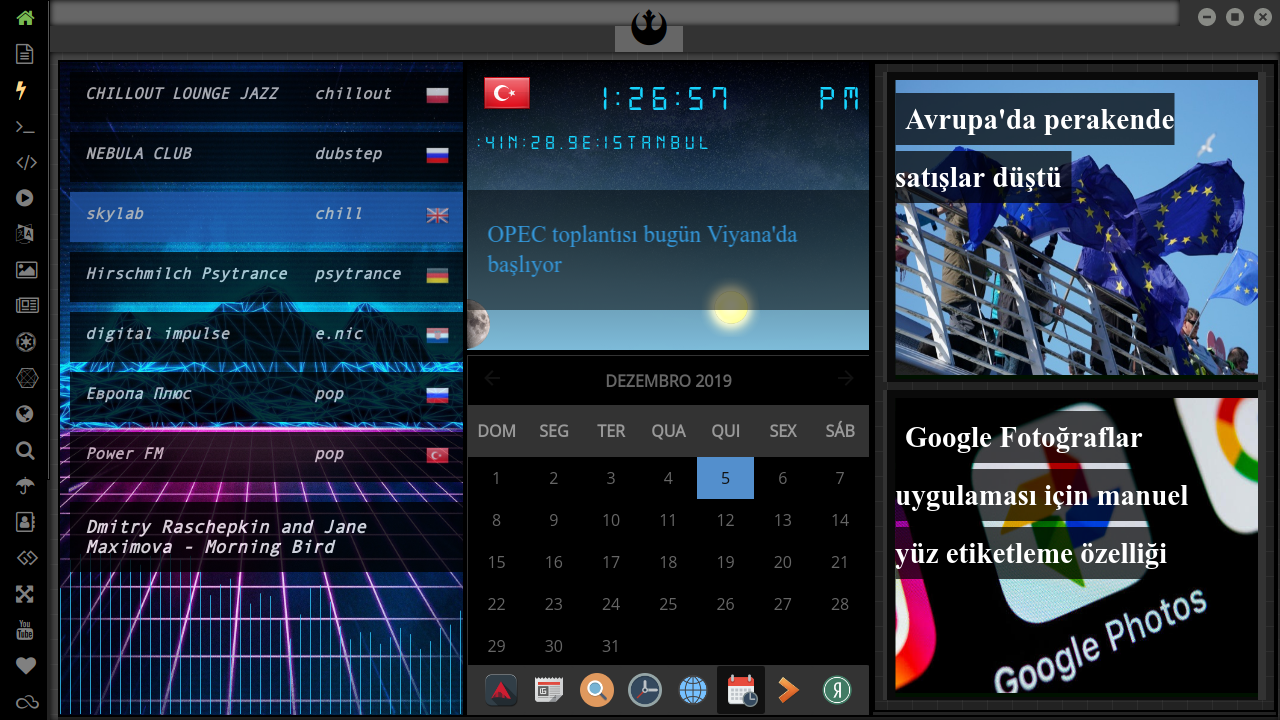 CHILLOUT LOUNGE JAZZ chillout
NEBULA CLUB dubstep
skylab chill
Hirschmilch Psytrance psytrance
digital impulse e.nic
Европа Плюс pop
Power FM pop
Dmitry Raschepkin and Jane
Maximova - Morning Bird
1:26:57 PM
:41N:28.9E:ISTANBUL
OPEC toplantısı bugün Viyana'da
başlıyor
DEZEMBRO 2019
DOM SEG TER QUA QUI SEX SÁB
1 2 3 4 5 6 7
8 9 10 11 12 13 14
15 16 17 18 19 20 21
22 23 24 25 26 27 28
29 30 31
Avrupa'da perakende
satışlar düştü
Google Fotoğraflar
uygulaması için manuel
yüz etiketleme özelliği
Google Photos
You
Tube
Я